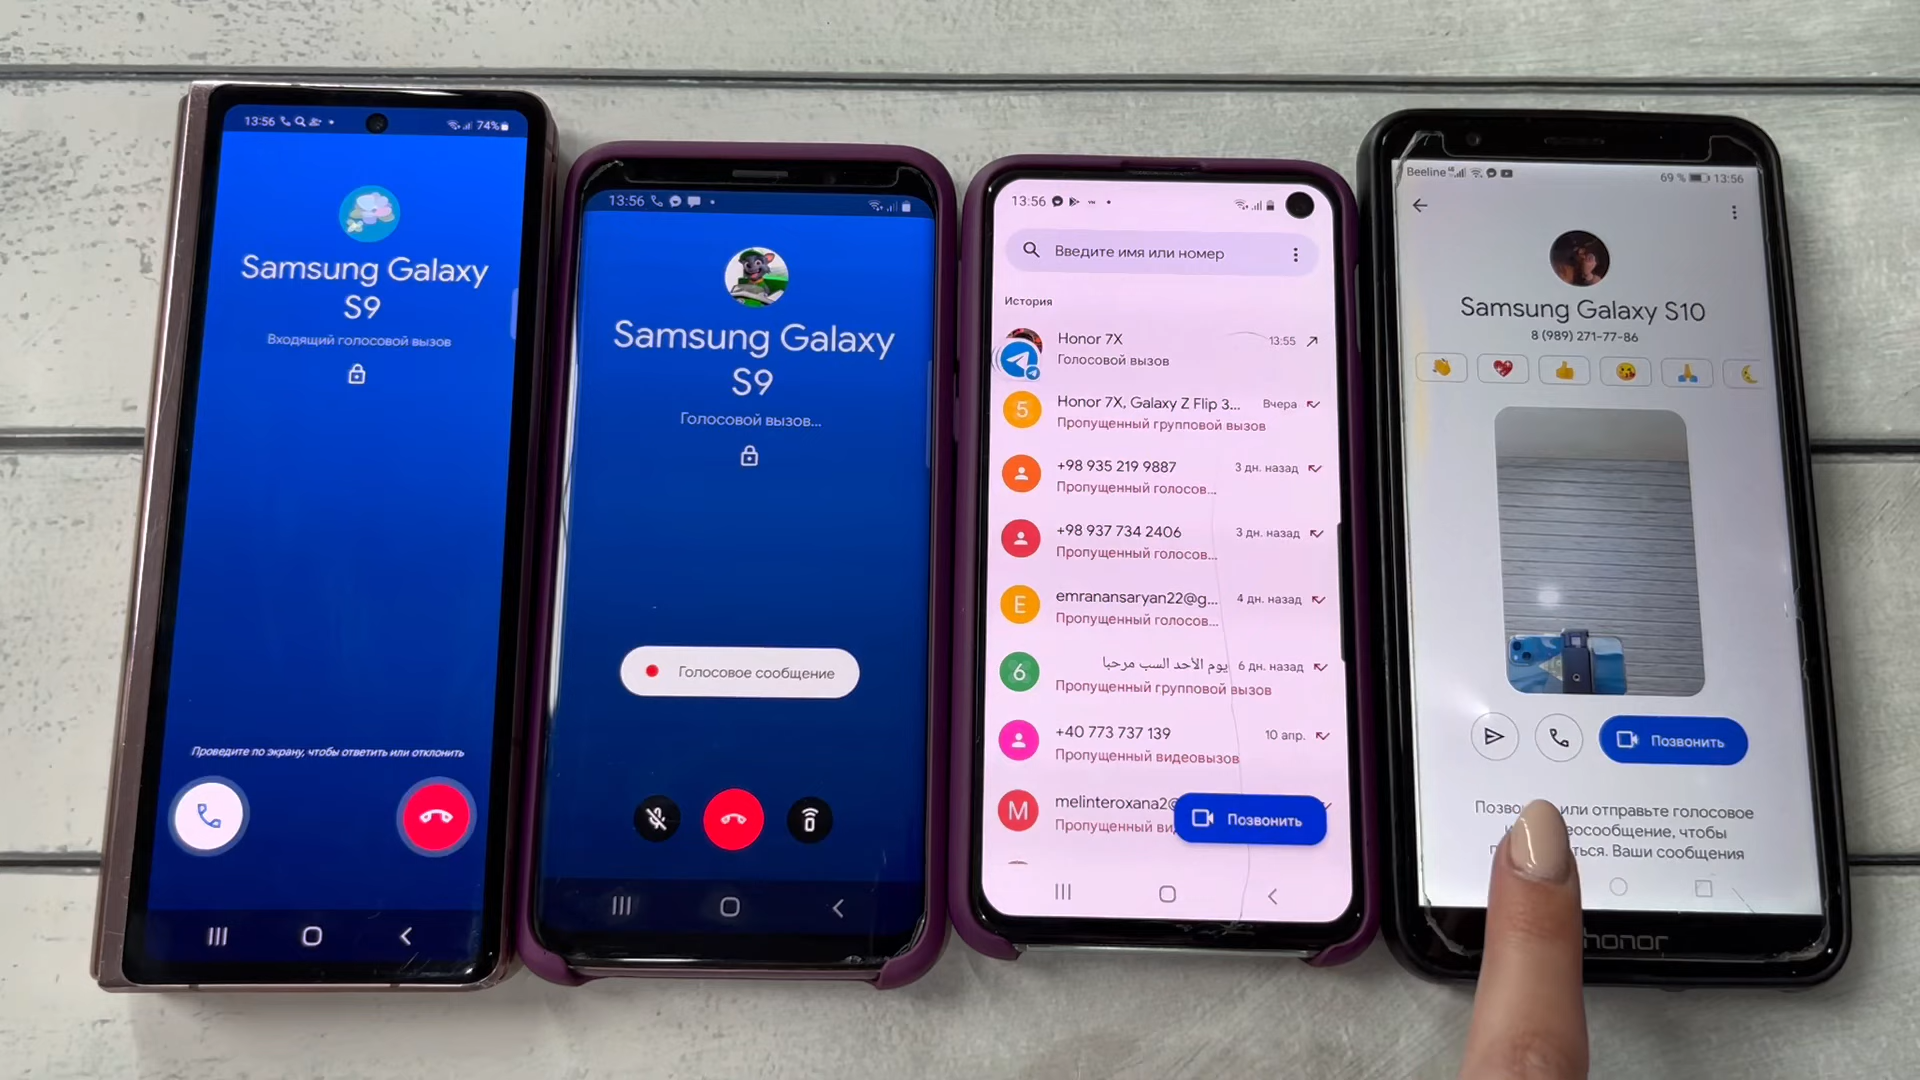 13:56
74%
Samsung Galaxy
S9
Входящий голосовой вызов
Проведите по экрану, чтобы ответить или отклонить
13:56
Samsung Galaxy
S9
Голосовой вызов...
Голосовое сообщение
13:56
Введите имя или номер
История
Honor 7X
13:55
Голосовой вызов
5
Honor 7X, Galaxy Z Flip 3...
Вчера
Пропущенный групповой вызов
+98 935 219 9887
3 дн. назад
Пропущенный голосов...
+98 937 734 2406
3 дн. назад
Пропущенный голосов...
E
emranansaryan22@g...
4 дн. назад
Пропущенный голосов...
6
يوم الأحد السب مرحبا
6 дн. назад
Пропущенный групповой вызов
+40 773 737 139
10 апр.
Пропущенный видеовызов
M
melinteroxana2@
Пропущенный ви
Позвонить
Beeline
69 %
13:56
Samsung Galaxy S10
8 (989) 271-77-86
Позвонить
или отправьте голосовое
чтобы
Ваши сообщения
honor